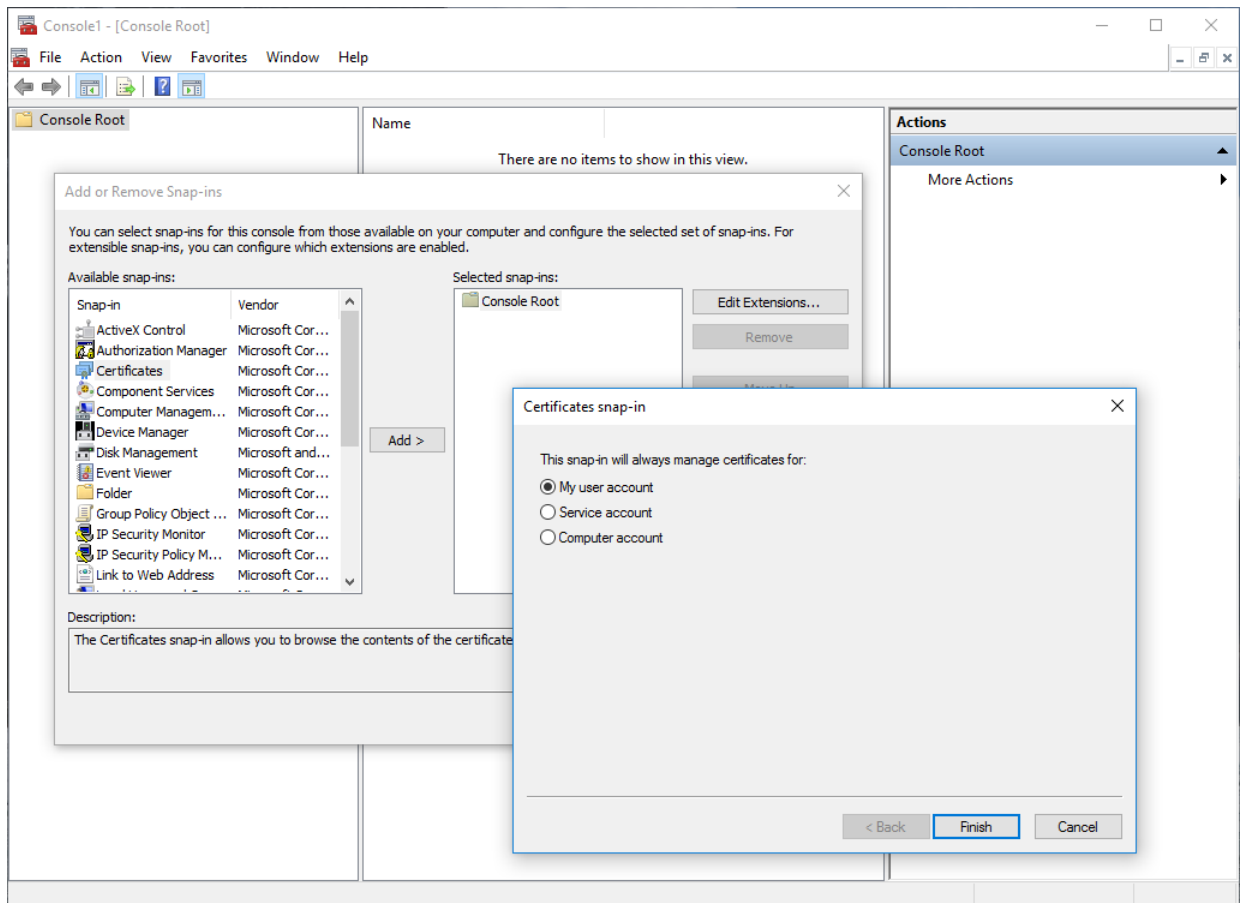 Console1 - [Console Root]
File Action View Favorites Window Help
Console Root
Name
There are no items to show in this view.
Actions
Console Root
More Actions
Add or Remove Snap-ins
You can select snap-ins for this console from those available on your computer and configure the selected set of snap-ins. For
extensible snap-ins, you can configure which extensions are enabled.
Available snap-ins:
Snap-in Vendor
ActiveX Control Microsoft Cor...
Authorization Manager Microsoft Cor...
Certificates Microsoft Cor...
Component Services Microsoft Cor...
Computer Managem... Microsoft Cor...
Device Manager Microsoft Cor...
Disk Management Microsoft and...
Event Viewer Microsoft Cor...
Folder Microsoft Cor...
Group Policy Object ... Microsoft Cor...
IP Security Monitor Microsoft Cor...
IP Security Policy M... Microsoft Cor...
Link to Web Address Microsoft Cor...
Add >
Selected snap-ins:
Console Root
Edit Extensions...
Remove
Description:
The Certificates snap-in allows you to browse the contents of the certificate
Certificates snap-in
This snap-in will always manage certificates for:
My user account
Service account
Computer account
< Back Finish Cancel